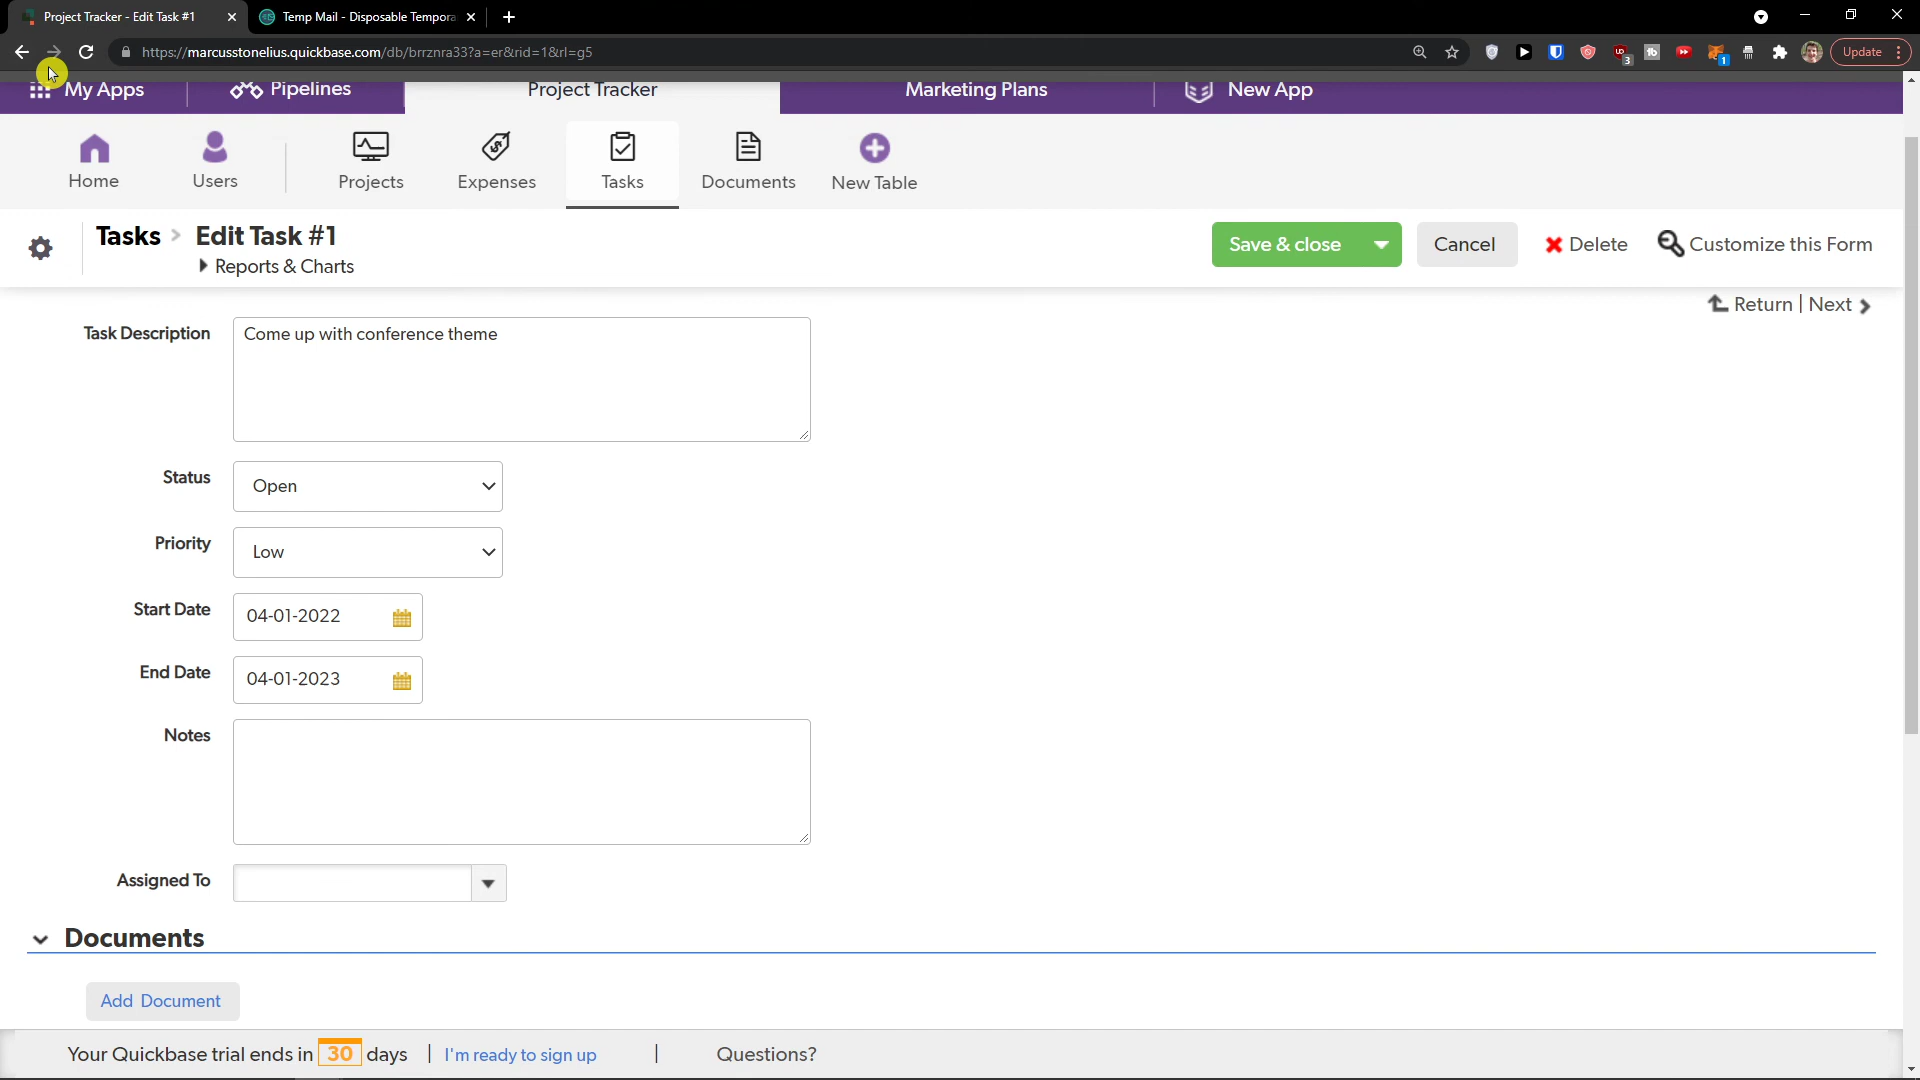 Project Tracker - Edit Task #1
Temp Mail - Disposable Tempora
https://marcusstonelius.quickbase.com/db/brrznra33?a=er&rid=1&rl=g5
Update
My Apps
Pipelines
Project Tracker
Marketing Plans
New App
Home
Users
Projects
Expenses
Tasks
Documents
New Table
Tasks > Edit Task #1
Reports & Charts
Save & close
Cancel
Delete
Customize this Form
Return | Next
Task Description
Come up with conference theme
Status
Open
Priority
Low
Start Date
04-01-2022
End Date
04-01-2023
Notes
Assigned To
Documents
Add Document
Your Quickbase trial ends in 30 days | I'm ready to sign up | Questions?